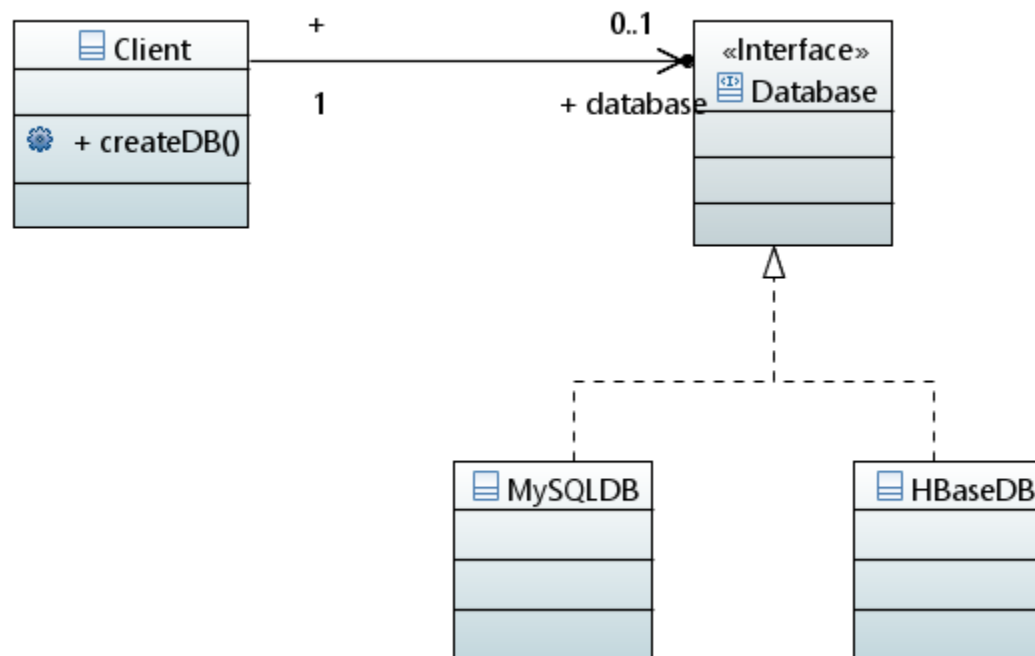 Client
+ createDB()
+
0..1
1
+ database
«Interface»
<I>
Database
MySQLDB
HBaseDB